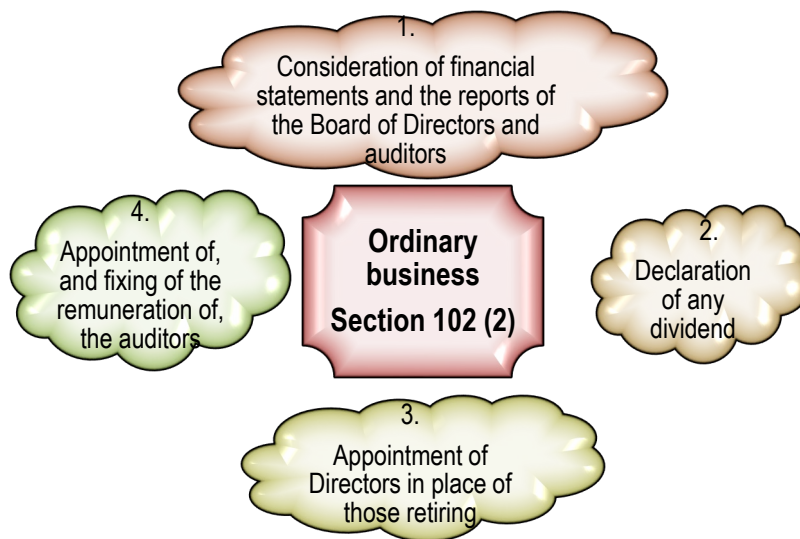 1.
Consideration of financial
statements and the reports of
the Board of Directors and
auditors
4.
Appointment of,
and fixing of the
remuneration of,
the auditors
Ordinary
business
Section 102 (2)
2.
Declaration
of any
dividend
3.
Appointment of
Directors in place of
those retiring